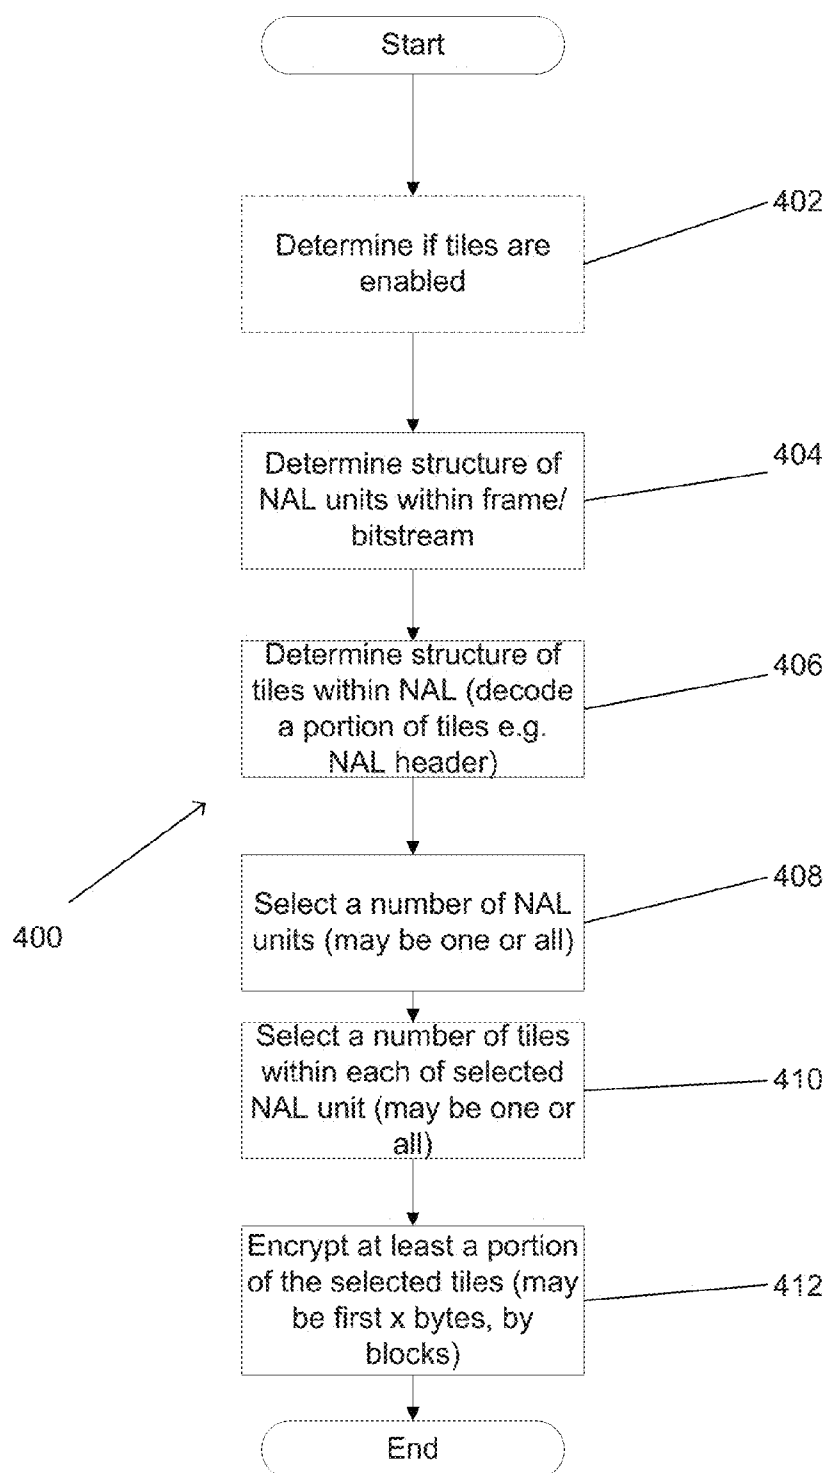 Start
402
Determine if tiles are
enabled
404
Determine structure of
NAL units within frame/
bitstream
406
Determine structure of
tiles within NAL (decode
a portion of tiles e.g.
NAL header)
400
408
Select a number of NAL
units (may be one or all)
Select a number of tiles
within each of selected
NAL unit (may be one or
all)
410
Encrypt at least a portion
of the selected tiles (may
be first x bytes, by
blocks)
412
End